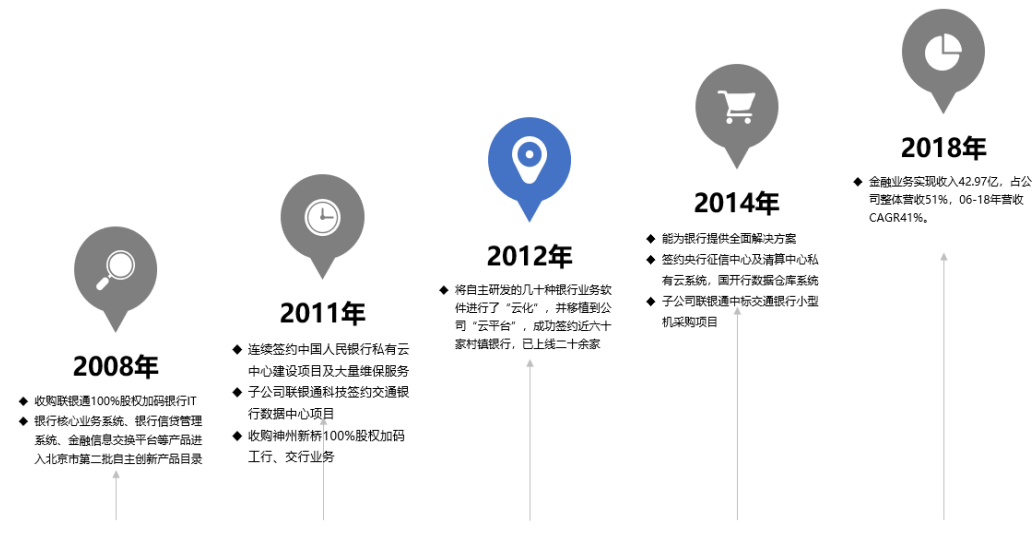 2008年
◆ 收购联银通100%股权加码银行IT
◆ 银行核心业务系统、银行信贷管理
系统、金融信息交换平台等产品进
入北京市第二批自主创新产品目录
2011年
◆ 连续签约中国人民银行私有云
中心建设项目及大量维保服务
◆ 子公司联银通科技签约交通银
行数据中心项目
◆ 收购神州新桥100%股权加码
工行、交行业务
2012年
◆ 将自主研发的几十种银行业务软
件进行了“云化”，并移植到公
司“云平台”，成功签约近六十
家村镇银行，已上线二十余家
2014年
◆ 能为银行提供全面解决方案
◆ 签约央行征信中心及清算中心私
有云系统，国开行数据仓库系统
◆ 子公司联银通中标交通银行小型
机采购项目
2018年
◆ 金融业务实现收入42.97亿，占公
司整体营收51%，06-18年营收
CAGR41%。